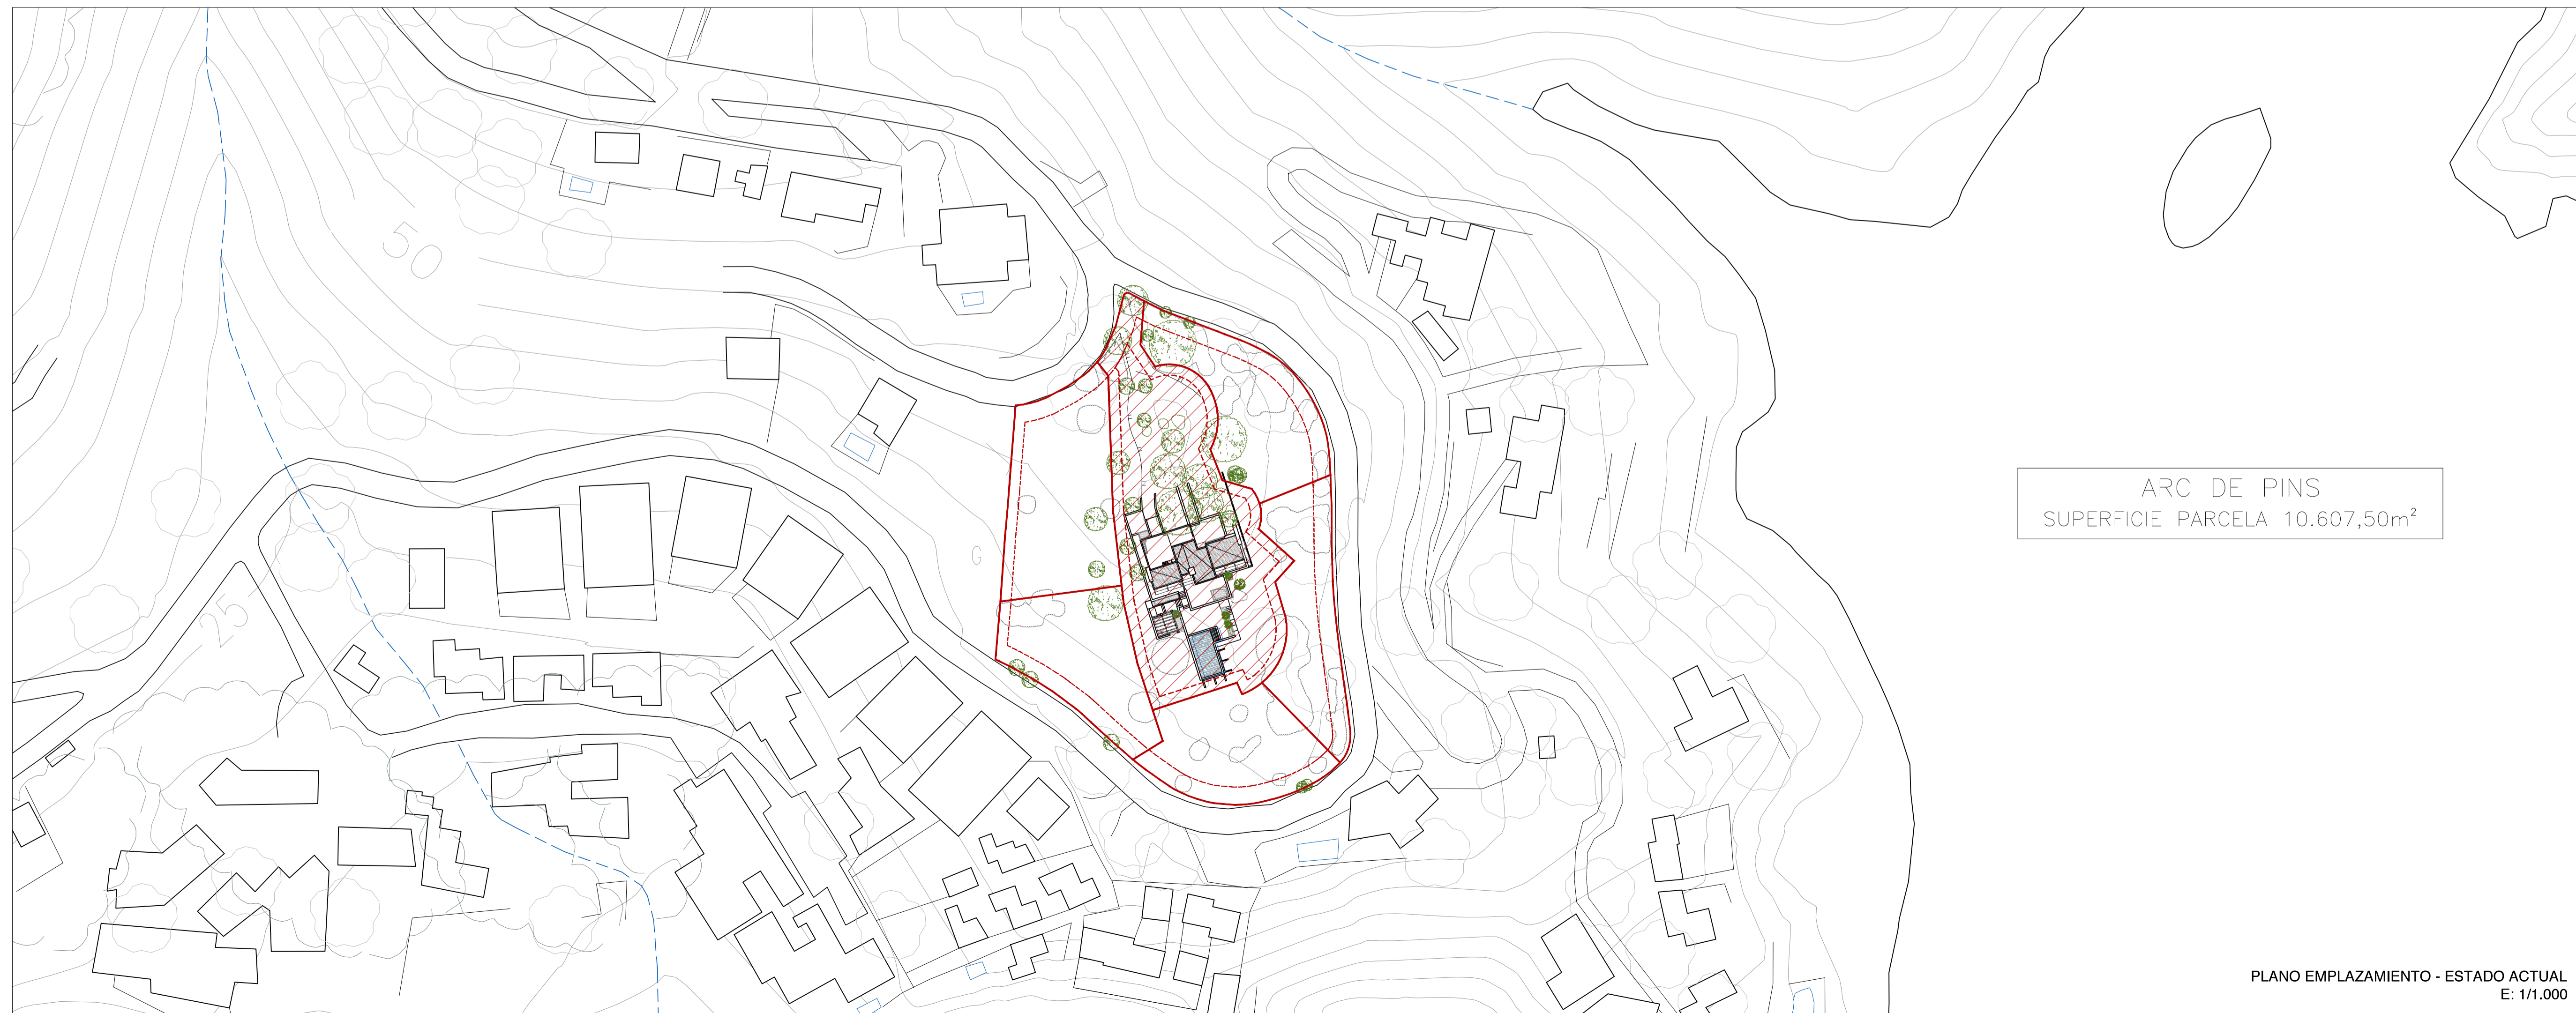 50
25
ARC DE PINS
SUPERFICIE PARCELA 10.607,50m²
PLANO EMPLAZAMIENTO - ESTADO ACTUAL
E: 1/1.000